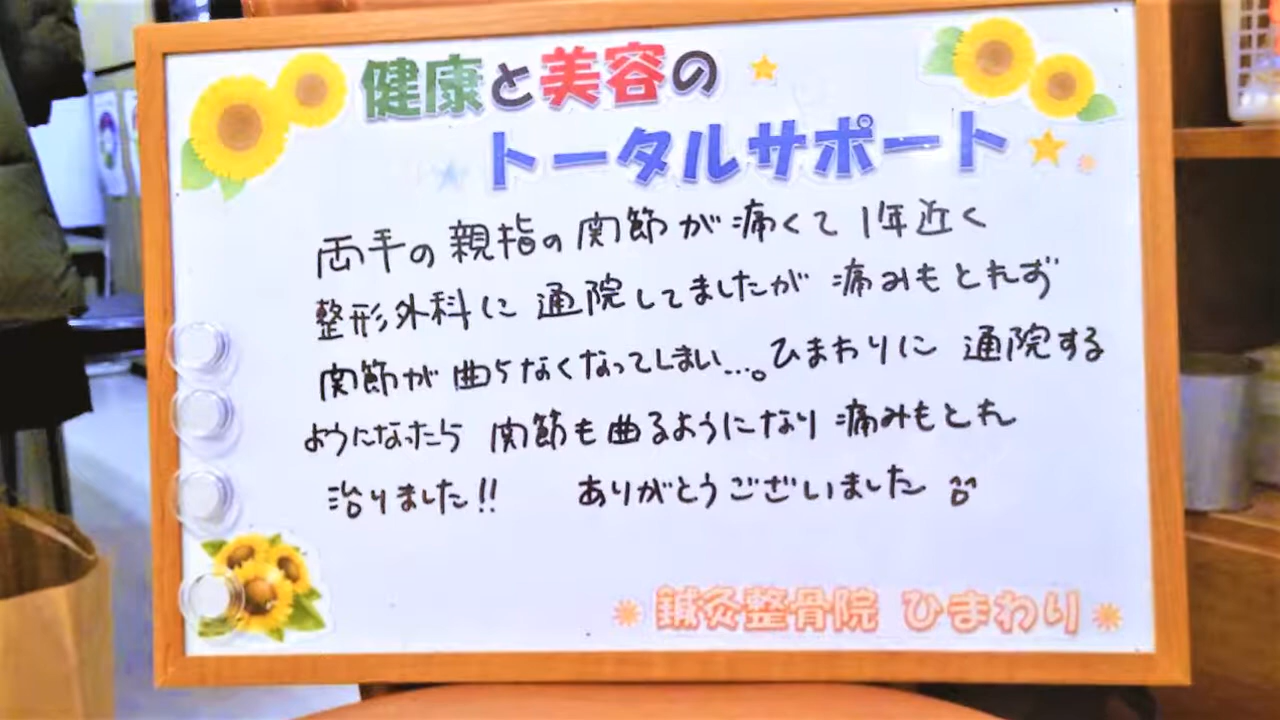 健康と美容の
トータルサポート
両手の親指の関節が痛くて1年近く
整形外科に通院してましたが痛みもとれず
関節が曲らなくなってしまい…。ひまわりに通院する
ようになったら関節も曲るようになり痛みもとれ
治りました!! ありがとうございました
鍼灸整骨院 ひまわり